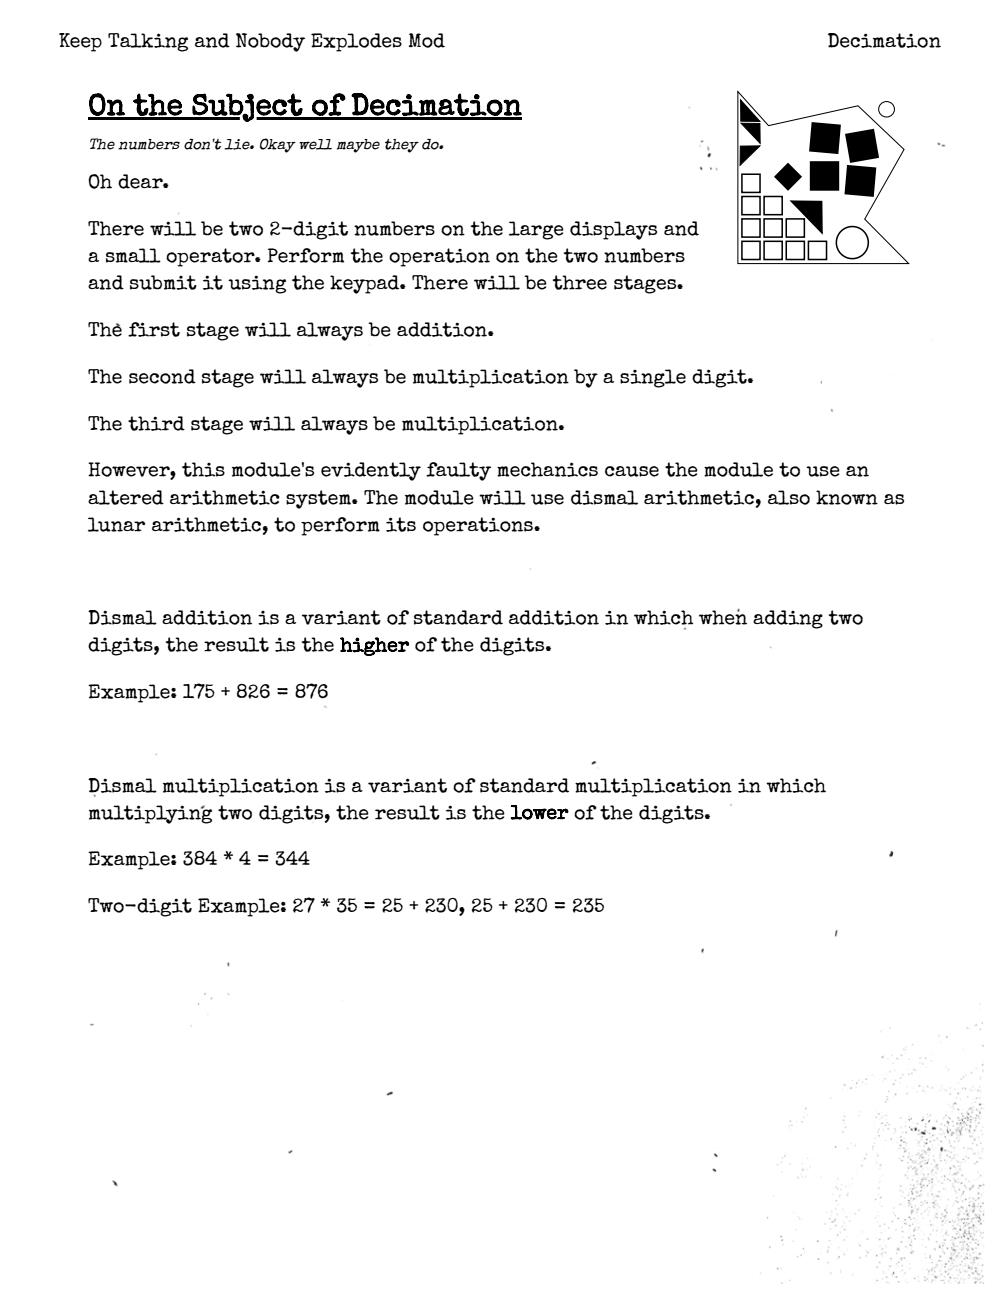 Keep Talking and Nobody Explodes Mod
Decimation
On the Subject of Decimation
The numbers don't lie. Okay well maybe they do.
Oh dear.
There will be two 2-digit numbers on the large displays and
a small operator. Perform the operation on the two numbers
and submit it using the keypad. There will be three stages.
The first stage will always be addition.
The second stage will always be multiplication by a single digit.
The third stage will always be multiplication.
However, this module's evidently faulty mechanics cause the module to use an
altered arithmetic system. The module will use dismal arithmetic, also known as
lunar arithmetic, to perform its operations.
Dismal addition is a variant of standard addition in which when adding two
digits, the result is the higher of the digits.
Example: 175 + 826 = 876
Dismal multiplication is a variant of standard multiplication in which
multiplying two digits, the result is the lower of the digits.
Example: 384 * 4 = 344
Two-digit Example: 27 * 35 = 25 + 230, 25 + 230 = 235